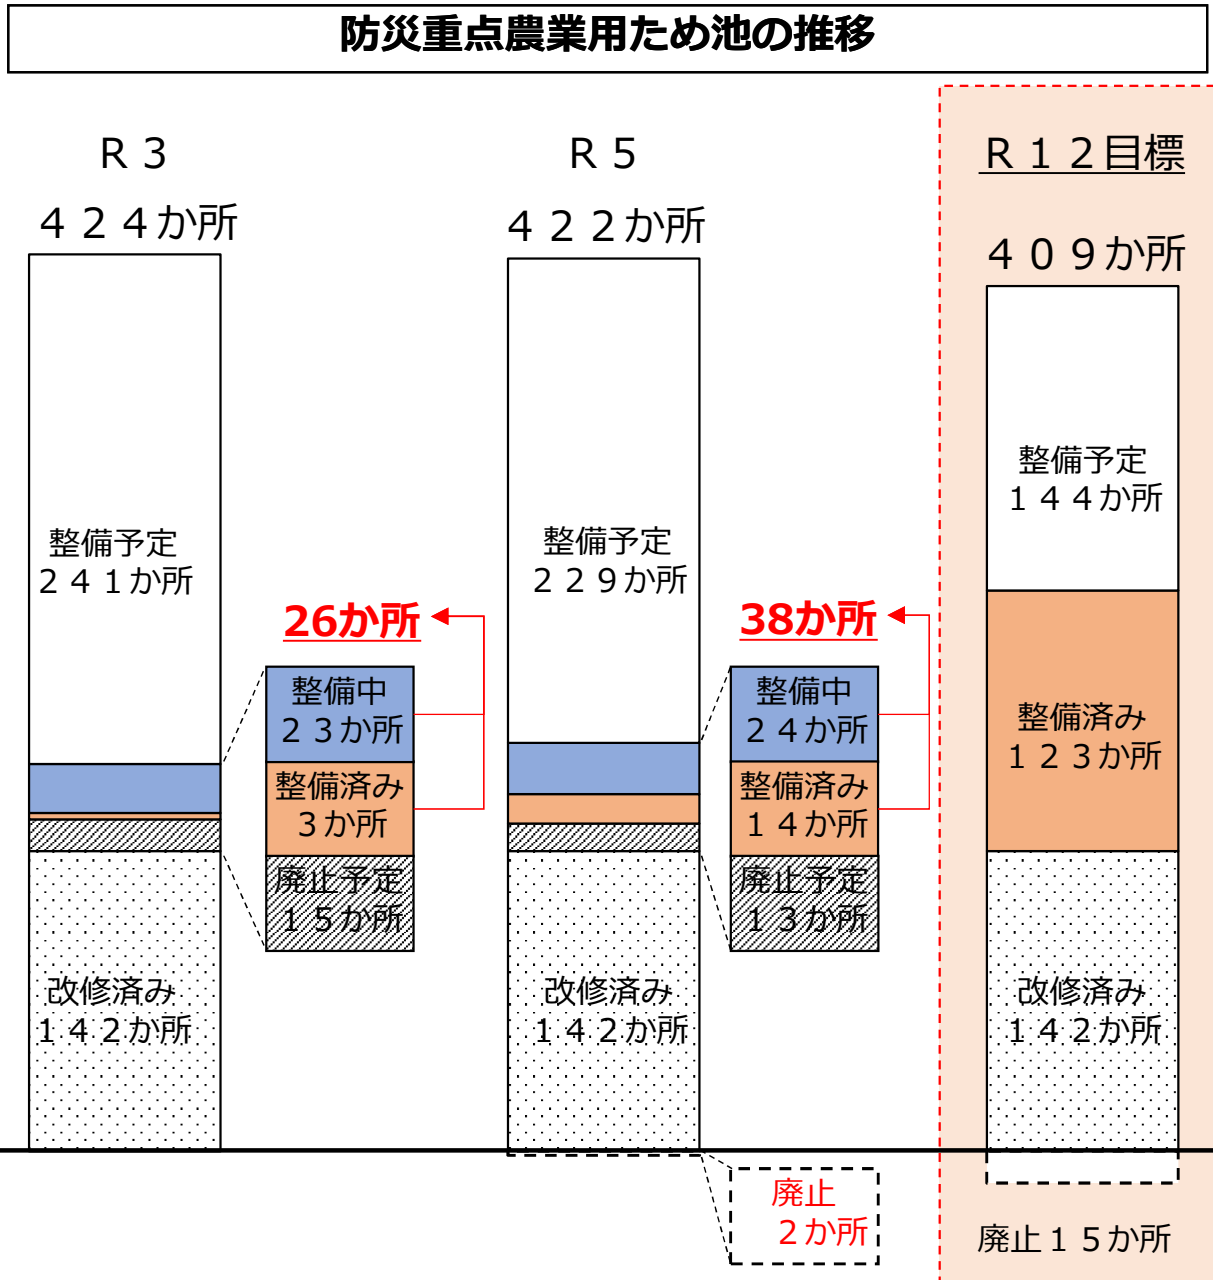 防災重点農業用ため池の推移
Ｒ３
４２４か所
整備予定
２４１か所
26か所
整備中
２３か所
整備済み
３か所
廃止予定
１５か所
改修済み
１４２か所
Ｒ５
４２２か所
整備予定
２２９か所
38か所
整備中
２４か所
整備済み
１４か所
廃止予定
１３か所
改修済み
１４２か所
廃止
２か所
Ｒ１２目標
４０９か所
整備予定
１４４か所
整備済み
１２３か所
改修済み
１４２か所
廃止１５か所